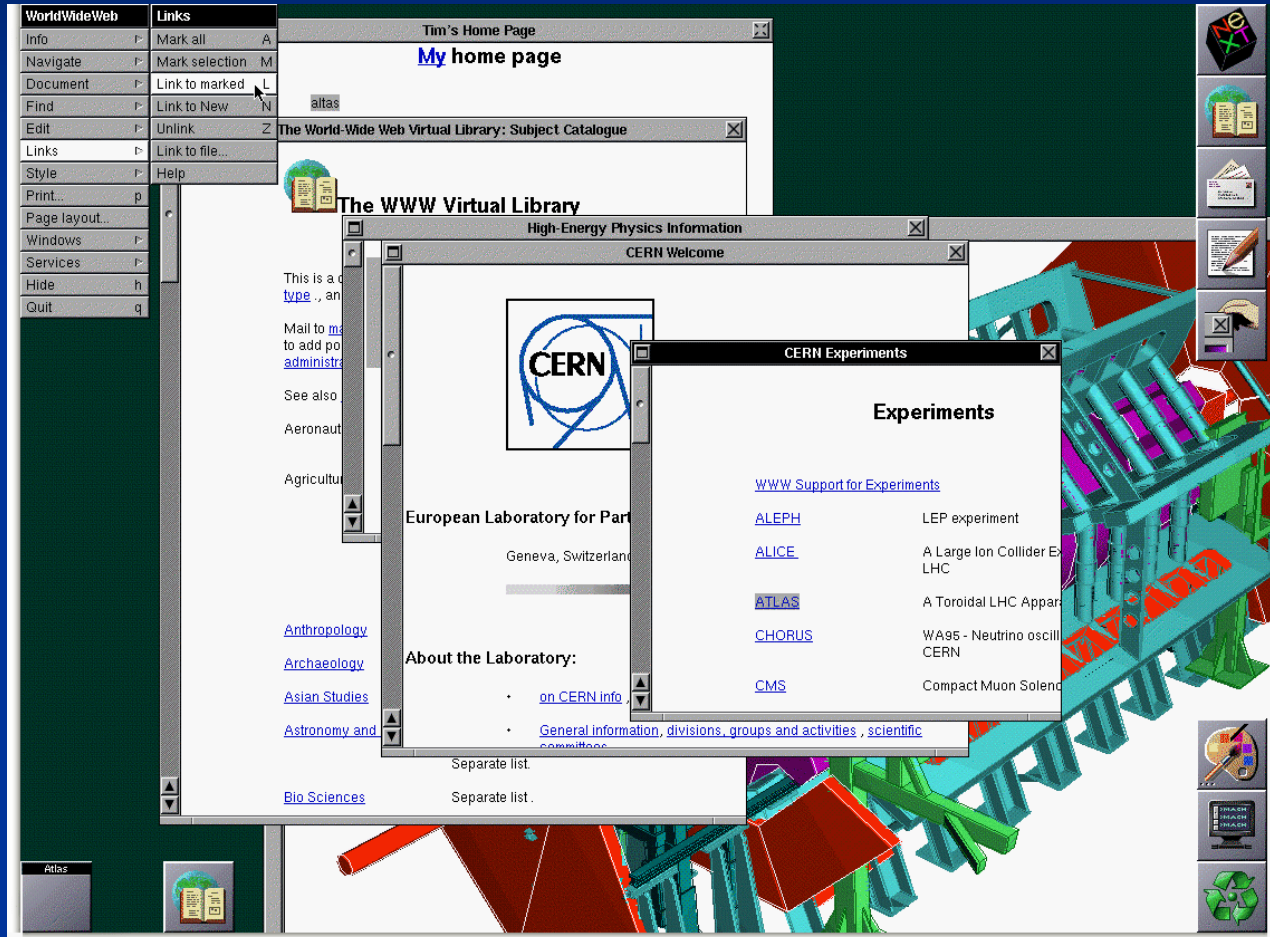 WorldWideWeb
Info
Navigate
Document
Find
Edit
Links
Style
Print... p
Page layout...
Windows
Services
Hide h
Quit q
Links
Mark all A
Mark selection M
Link to marked L
Link to New N
Unlink Z
Link to file...
Help
Tim's Home Page
My home page
altas
The World-Wide Web Virtual Library: Subject Catalogue
The WWW Virtual Library
This is a
type ., an
Mail to
to add po
administra
See also
Aeronaut
Agricultu
Anthropology
Archaeology
Asian Studies
Astronomy and
Separate list.
Bio Sciences Separate list .
High-Energy Physics Information
CERN Welcome
CERN
European Laboratory for Part
Geneva, Switzerland
About the Laboratory:
• on CERN info ,
• General information, divisions, groups and activities , scientific
committees
CERN Experiments
Experiments
WWW Support for Experiments
ALEPH LEP experiment
ALICE A Large Ion Collider Ex
LHC
ATLAS A Toroidal LHC Appar
CHORUS WA95 - Neutrino oscill
CERN
CMS Compact Muon Soleno
NeXT
Atlas